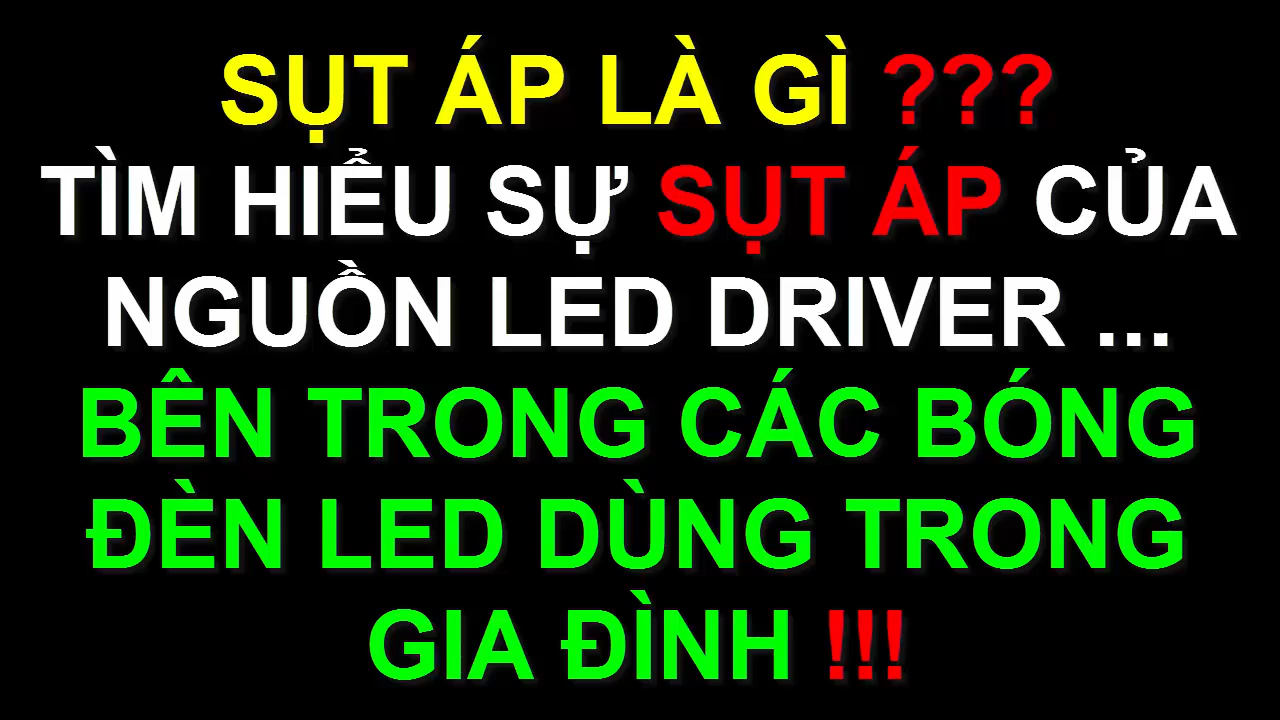 SỤT ÁP LÀ GÌ ???
TÌM HIỂU SỰ SỤT ÁP CỦA
NGUỒN LED DRIVER ...
BÊN TRONG CÁC BÓNG
ĐÈN LED DÙNG TRONG
GIA ĐÌNH !!!